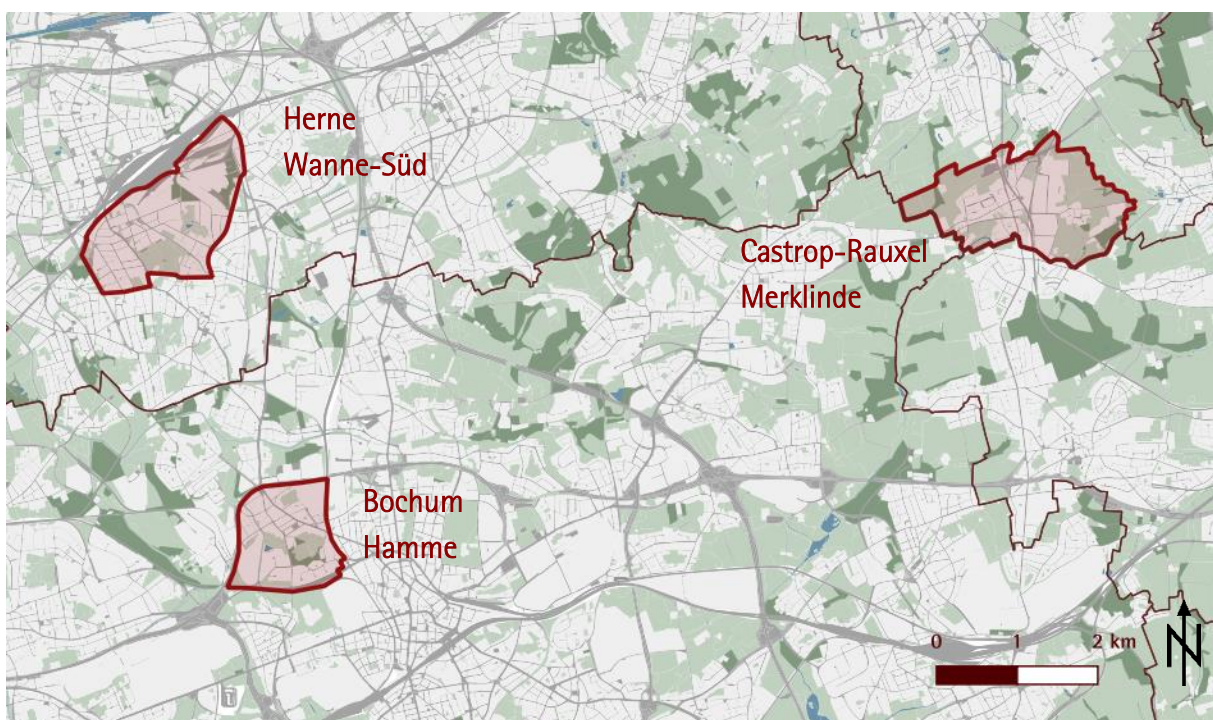 Herne
Wanne-Süd
Castrop-Rauxel
Merklinde
Bochum
Hamme
0 1 2 km
N